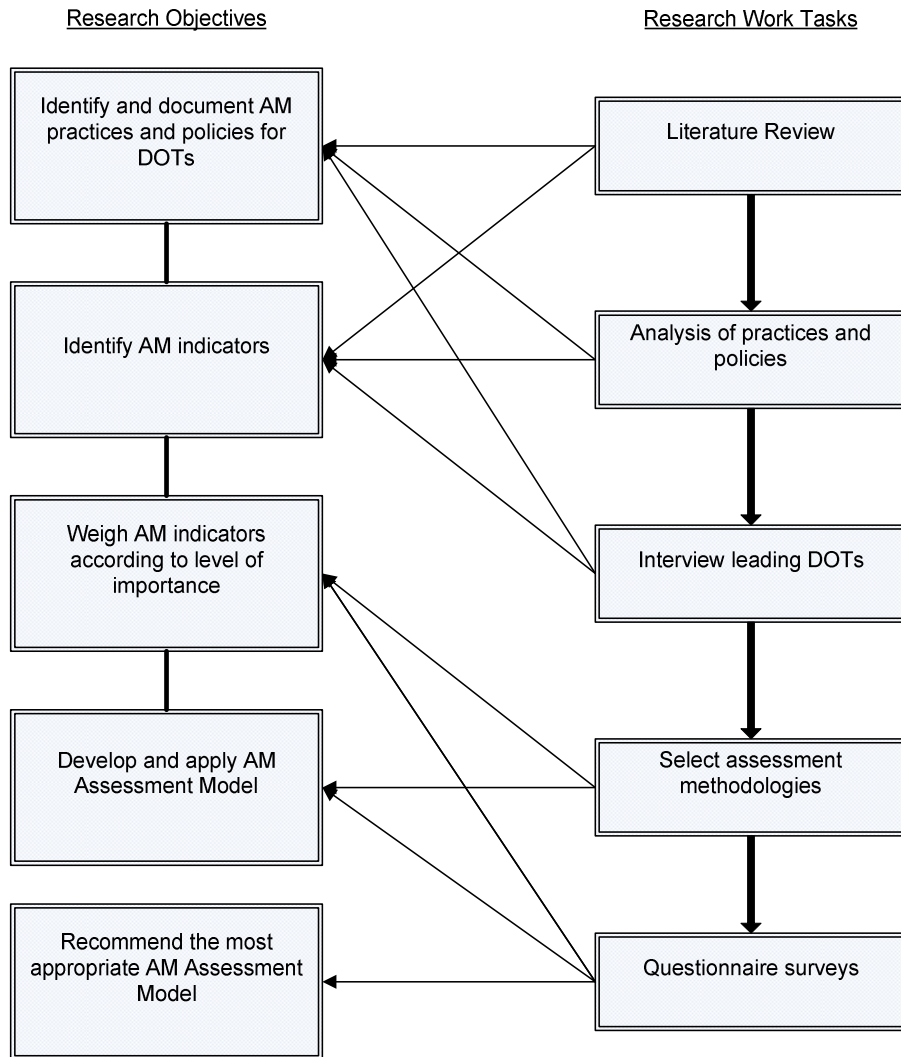 Research Objectives
Research Work Tasks
Identify and document AM
practices and policies for
DOTs
Literature Review
Identify AM indicators
Analysis of practices and
policies
Weigh AM indicators
according to level of
importance
Interview leading DOTs
Develop and apply AM
Assessment Model
Select assessment
methodologies
Recommend the most
appropriate AM Assessment
Model
Questionnaire surveys